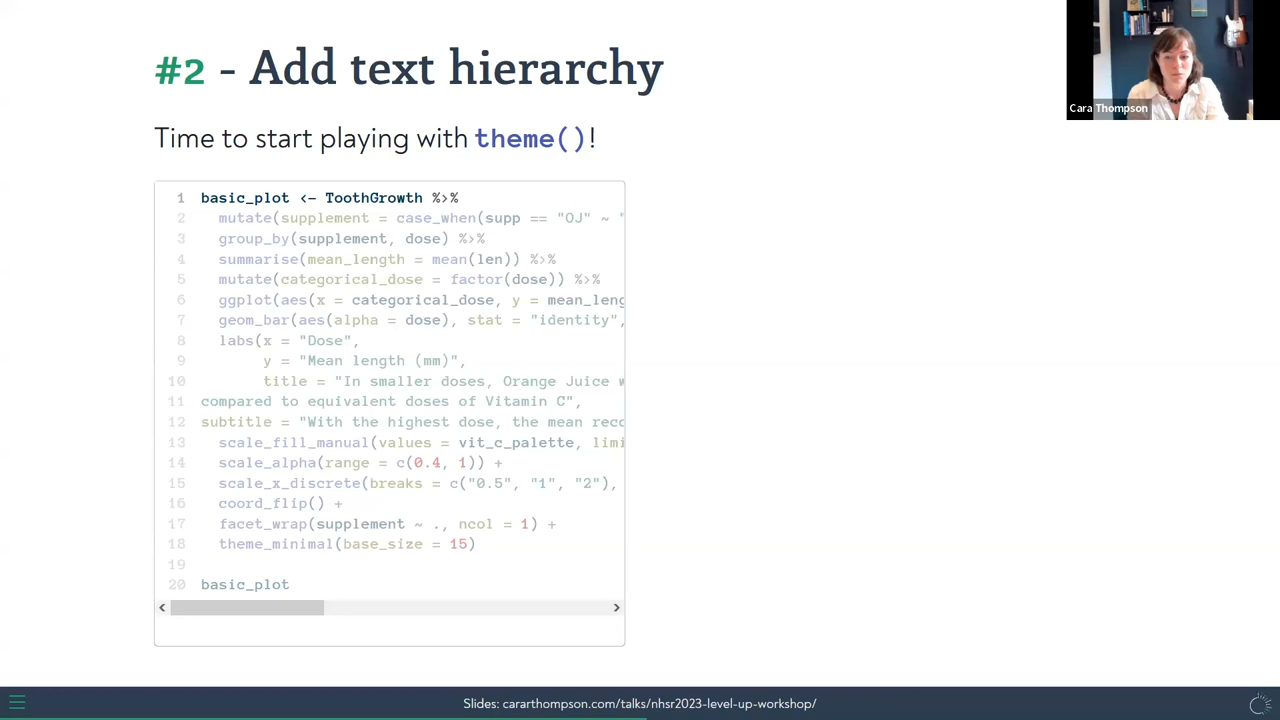 #2 - Add text hierarchy
Cara Thompson
Time to start playing with theme()!
1 basic_plot <- ToothGrowth %>%
2 mutate(supplement = case_when(supp == "OJ" ~ "
3 group_by(supplement, dose) %>%
4 summarise(mean_length = mean(len)) %>%
5 mutate(categorical_dose = factor(dose)) %>%
6 ggplot(aes(x = categorical_dose, y = mean_leng
7 geom_bar(aes(alpha = dose), stat = "identity",
8 labs(x = "Dose",
9 y = "Mean length (mm)",
10 title = "In smaller doses, Orange Juice w
11 compared to equivalent doses of Vitamin C",
12 subtitle = "With the highest dose, the mean reco
13 scale_fill_manual(values = vit_c_palette, limi
14 scale_alpha(range = c(0.4, 1)) +
15 scale_x_discrete(breaks = c("0.5", "1", "2"),
16 coord_flip() +
17 facet_wrap(supplement ~ ., ncol = 1) +
18 theme_minimal(base_size = 15)
19
20 basic_plot
Slides: cararthompson.com/talks/nhsr2023-level-up-workshop/